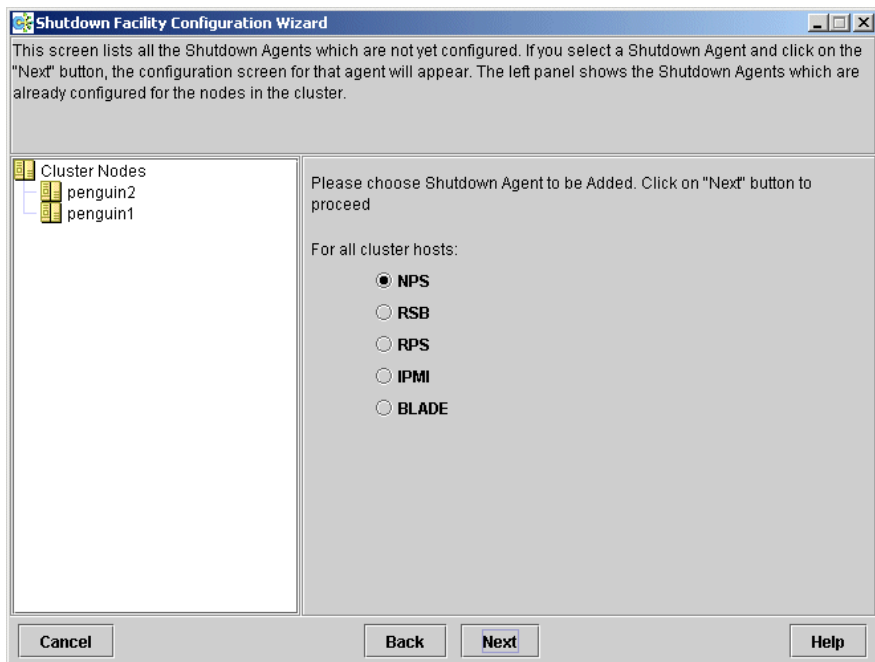 Shutdown Facility Configuration Wizard
This screen lists all the Shutdown Agents which are not yet configured. If you select a Shutdown Agent and click on the
"Next" button, the configuration screen for that agent will appear. The left panel shows the Shutdown Agents which are
already configured for the nodes in the cluster.
Cluster Nodes
penguin2
penguin1
Please choose Shutdown Agent to be Added. Click on "Next" button to
proceed
For all cluster hosts:
NPS
RSB
RPS
IPMI
BLADE
Cancel
Back
Next
Help